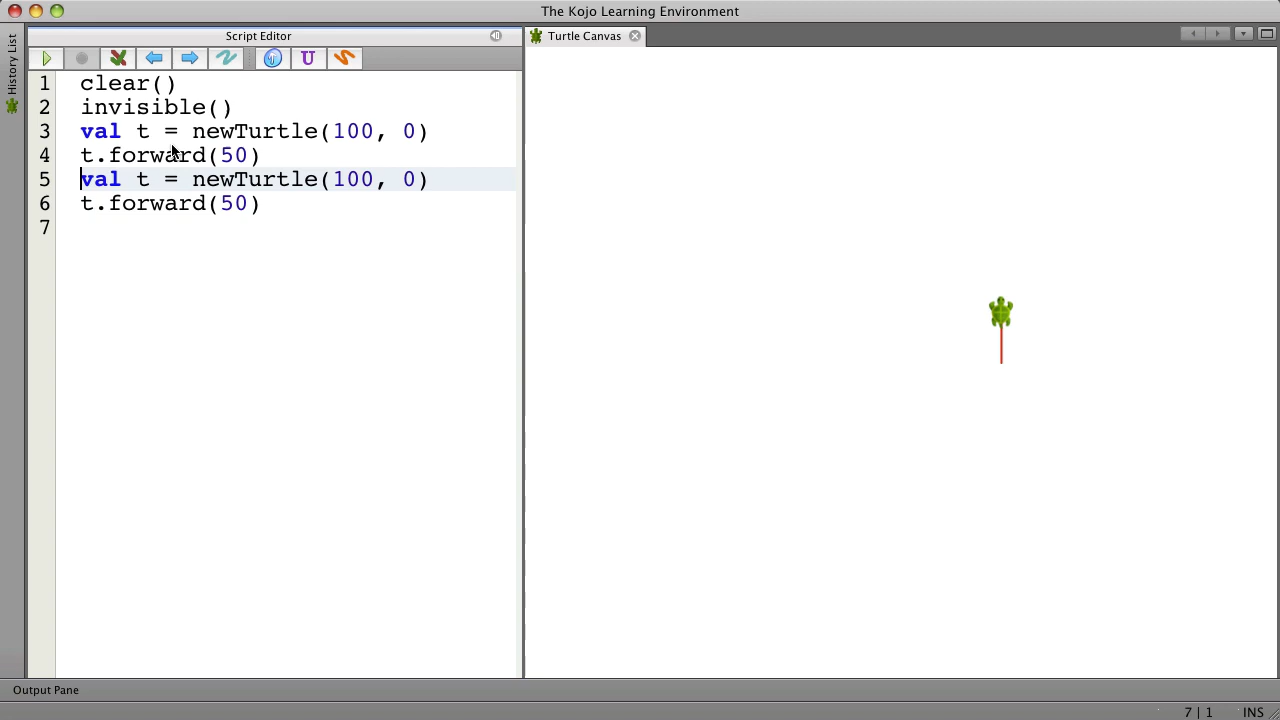 The Kojo Learning Environment
History List
Script Editor
Turtle Canvas
U
1 clear()
2 invisible()
3 val t = newTurtle(100, 0)
4 t.forward(50)
5 val t = newTurtle(100, 0)
6 t.forward(50)
7
Output Pane
7 | 1 INS